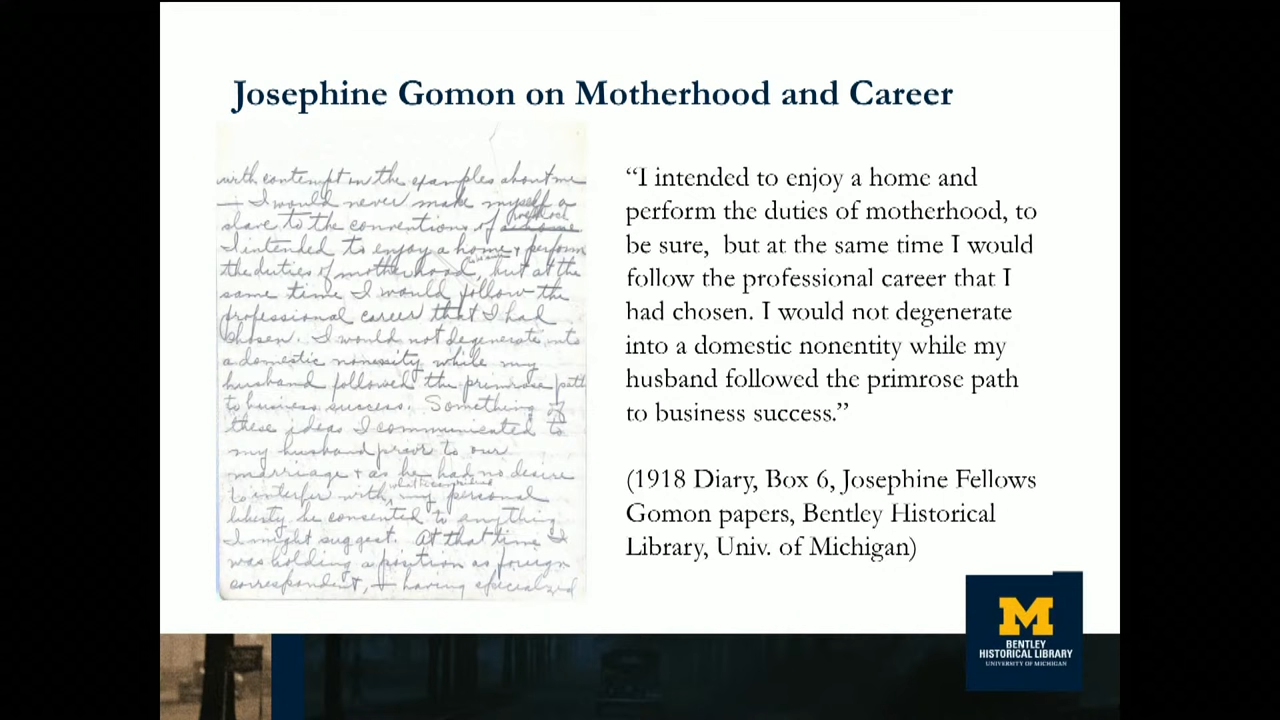 Josephine Gomon on Motherhood and Career
with contempt on the examples about me
— I would never make myself a
slave to the conventions of
I intended to enjoy a home & perform
the duties of motherhood, but at the
same time I would follow the
professional career that I had
chosen. I would not degenerate into
a domestic nonenity while my
husband followed the primrose path
to business success. Something of
these ideas I communicated to
my husband prior to our
marriage & as he had no desire
to interfer with, my personal
liberty he consented to anything
I might suggest. At that time I
was holding a position as foreign
correspondent, & having specialized
“I intended to enjoy a home and
perform the duties of motherhood, to
be sure,  but at the same time I would
follow the professional career that I
had chosen. I would not degenerate
into a domestic nonentity while my
husband followed the primrose path
to business success.”
(1918 Diary, Box 6, Josephine Fellows
Gomon papers, Bentley Historical
Library, Univ. of Michigan)
M
BENTLEY
HISTORICAL LIBRARY
UNIVERSITY OF MICHIGAN